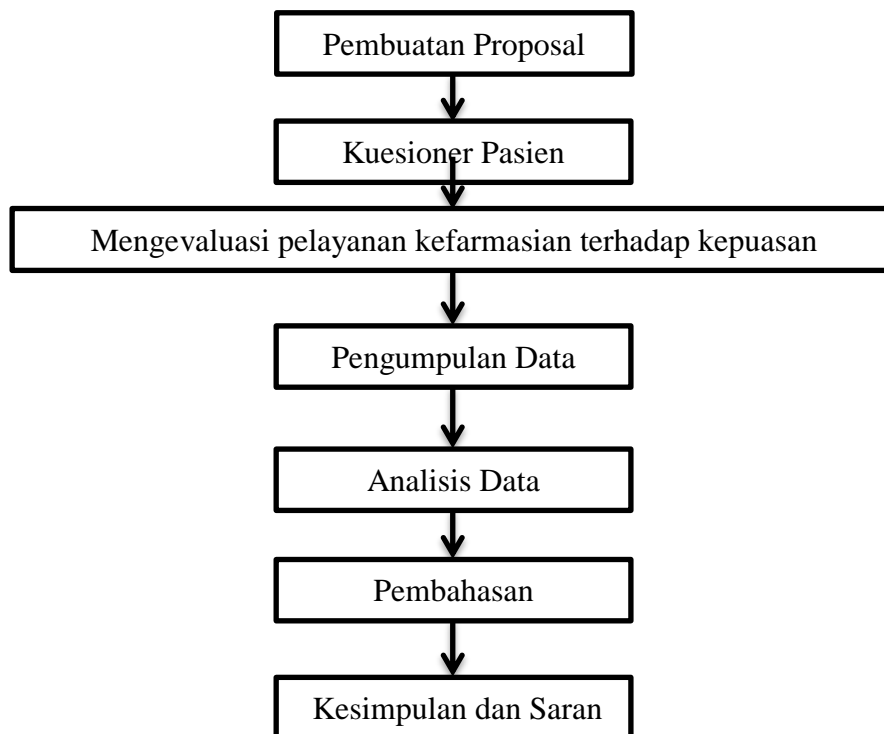 Pembuatan Proposal
Kuesioner Pasien
Mengevaluasi pelayanan kefarmasian terhadap kepuasan
Pengumpulan Data
Analisis Data
Pembahasan
Kesimpulan dan Saran